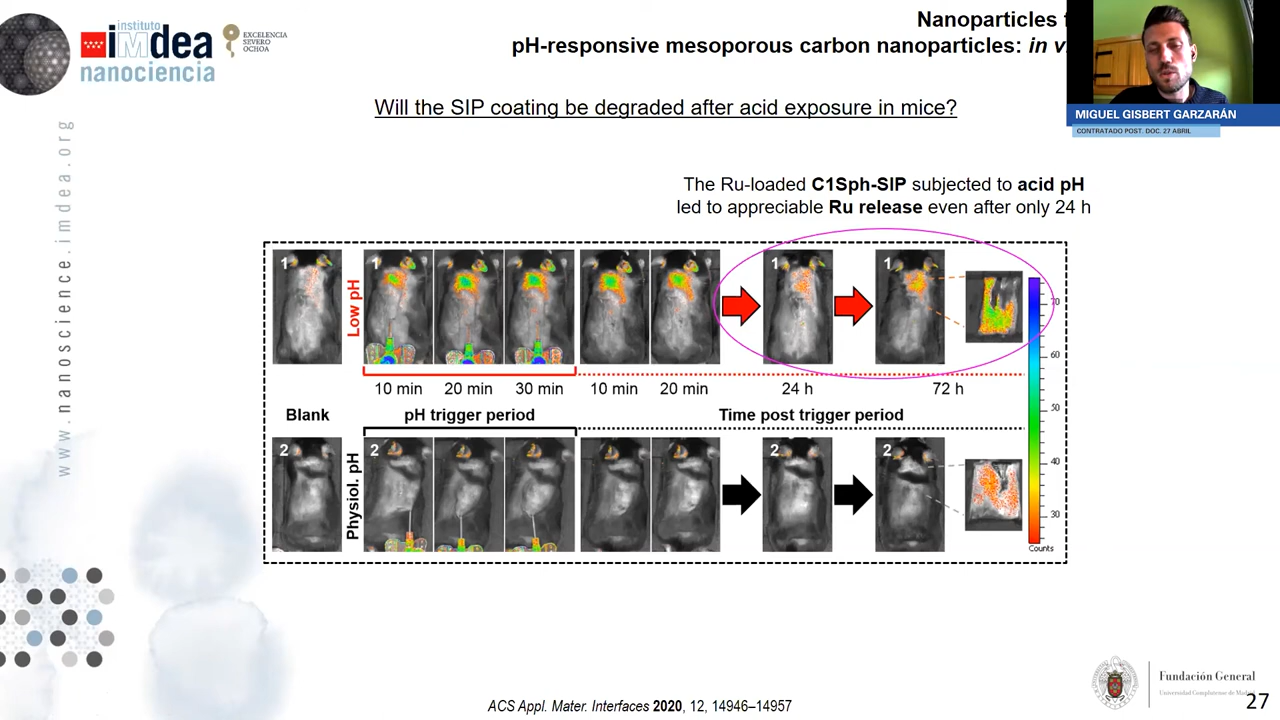 instituto
imdea
nanociencia
EXCELENCIA
SEVERO
OCHOA
www.nanoscience.imdea.org
Nanoparticles
pH-responsive mesoporous carbon nanoparticles: in
MIGUEL GISBERT GARZARÁN
CONTRATADO POST. DOC. 27 ABRIL
Will the SIP coating be degraded after acid exposure in mice?
The Ru-loaded C1Sph-SIP subjected to acid pH
led to appreciable Ru release even after only 24 h
1
Low pH
1
1
1
10 min
20 min
30 min
10 min
20 min
24 h
72 h
Blank
pH trigger period
Time post trigger period
2
Physiol. pH
2
2
2
70
60
50
40
30
Counts
ACS Appl. Mater. Interfaces 2020, 12, 14946–14957
Fundación General
Universidad Complutense de
27